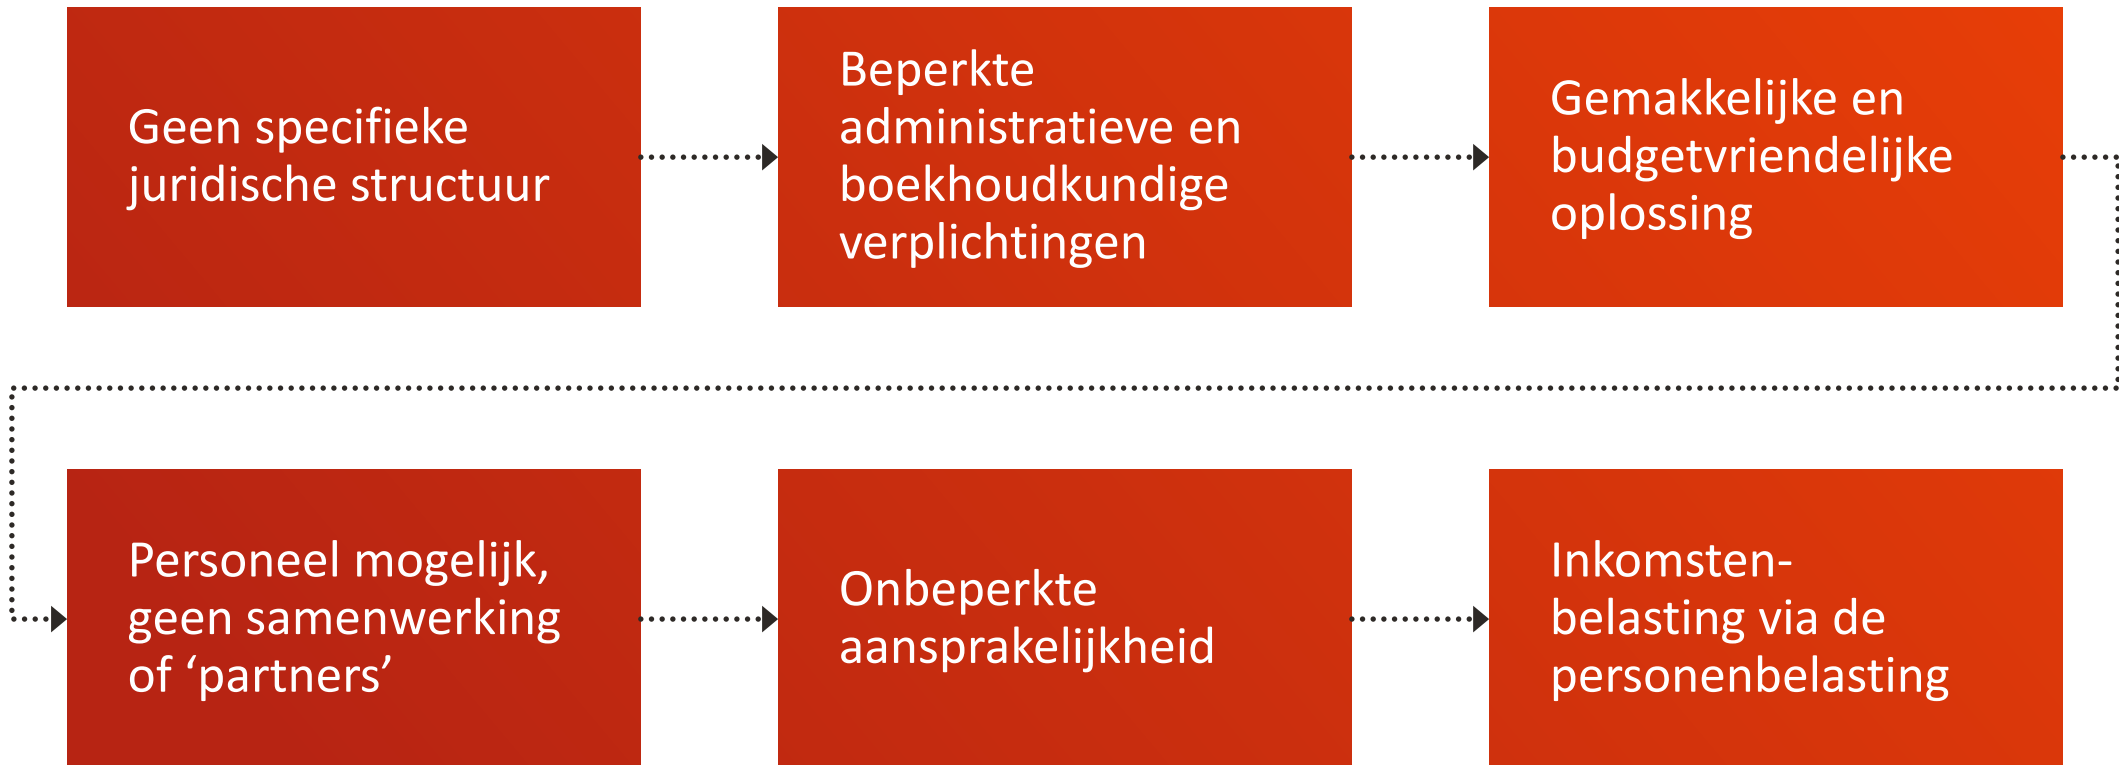 Geen specifieke
juridische structuur
Beperkte
administratieve en
boekhoudkundige
verplichtingen
Gemakkelijke en
budgetvriendelijke
oplossing
Personeel mogelijk,
geen samenwerking
of ‘partners’
Onbeperkte
aansprakelijkheid
Inkomsten-
belasting via de
personenbelasting